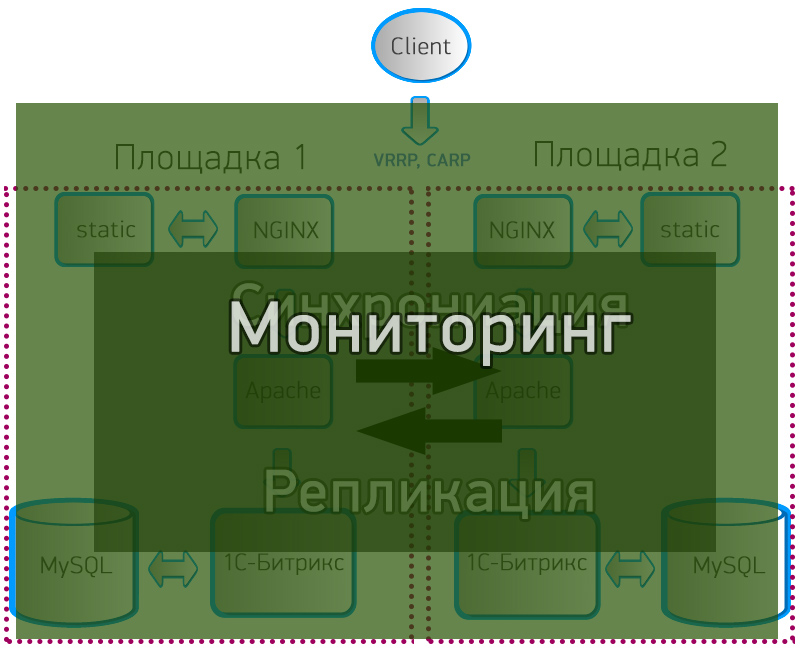 Client
VRRP, CARP
Площадка 1
Площадка 2
static
NGINX
NGINX
static
Синхрониация
Мониторинг
Apache
Apache
Репликация
MySQL
1С-Битрикс
1С-Битрикс
MySQL